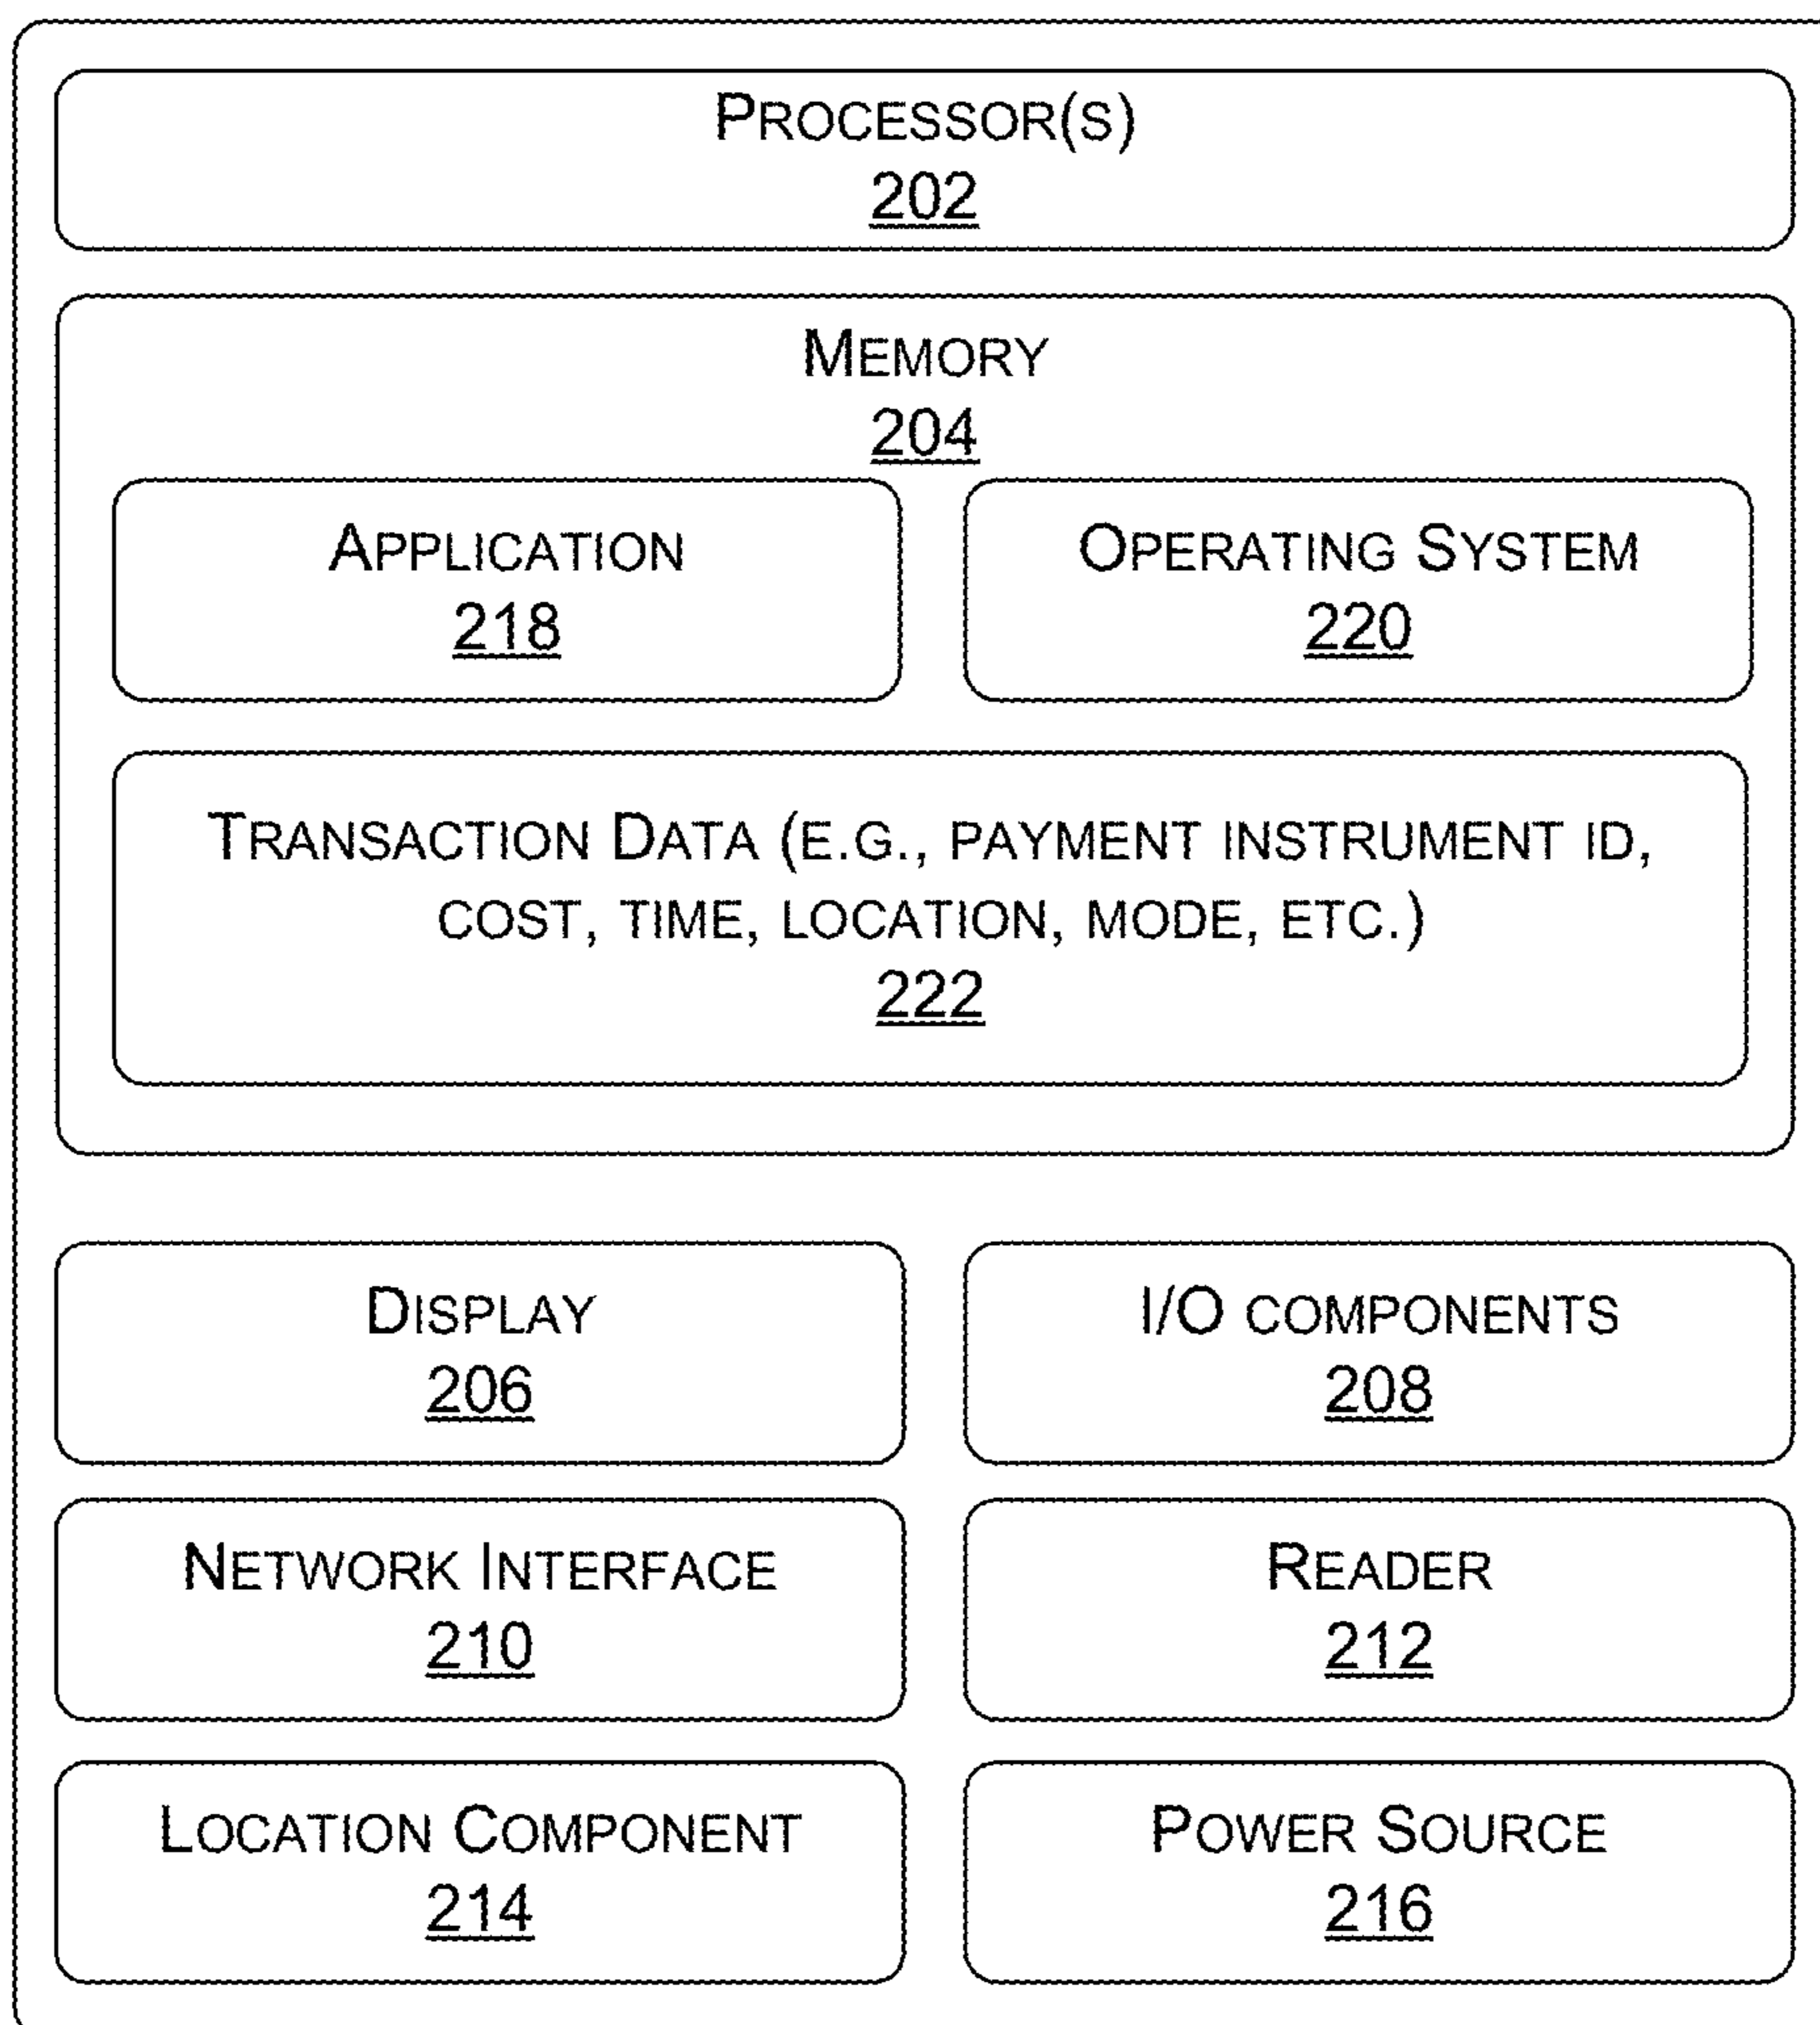 Processor(s)
202
Memory
204
Application
218
Operating System
220
Transaction Data (e.g., payment instrument ID,
cost, time, location, mode, etc.)
222
Display
206
I/O components
208
Network Interface
210
Reader
212
Location Component
214
Power Source
216